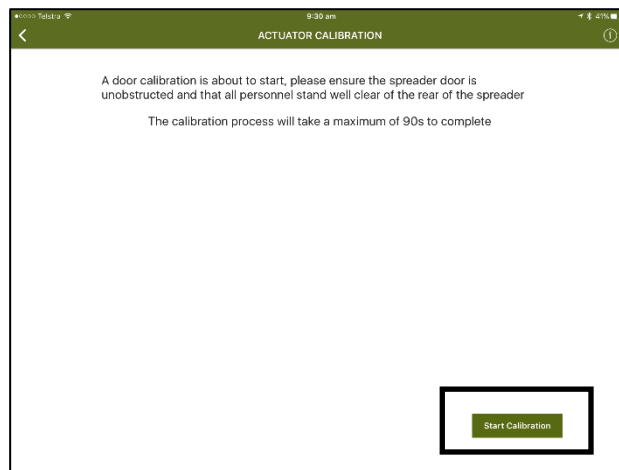 Telstra 9:30 am 41%
ACTUATOR CALIBRATION
A door calibration is about to start, please ensure the spreader door is
unobstructed and that all personnel stand well clear of the rear of the spreader
The calibration process will take a maximum of 90s to complete
Start Calibration